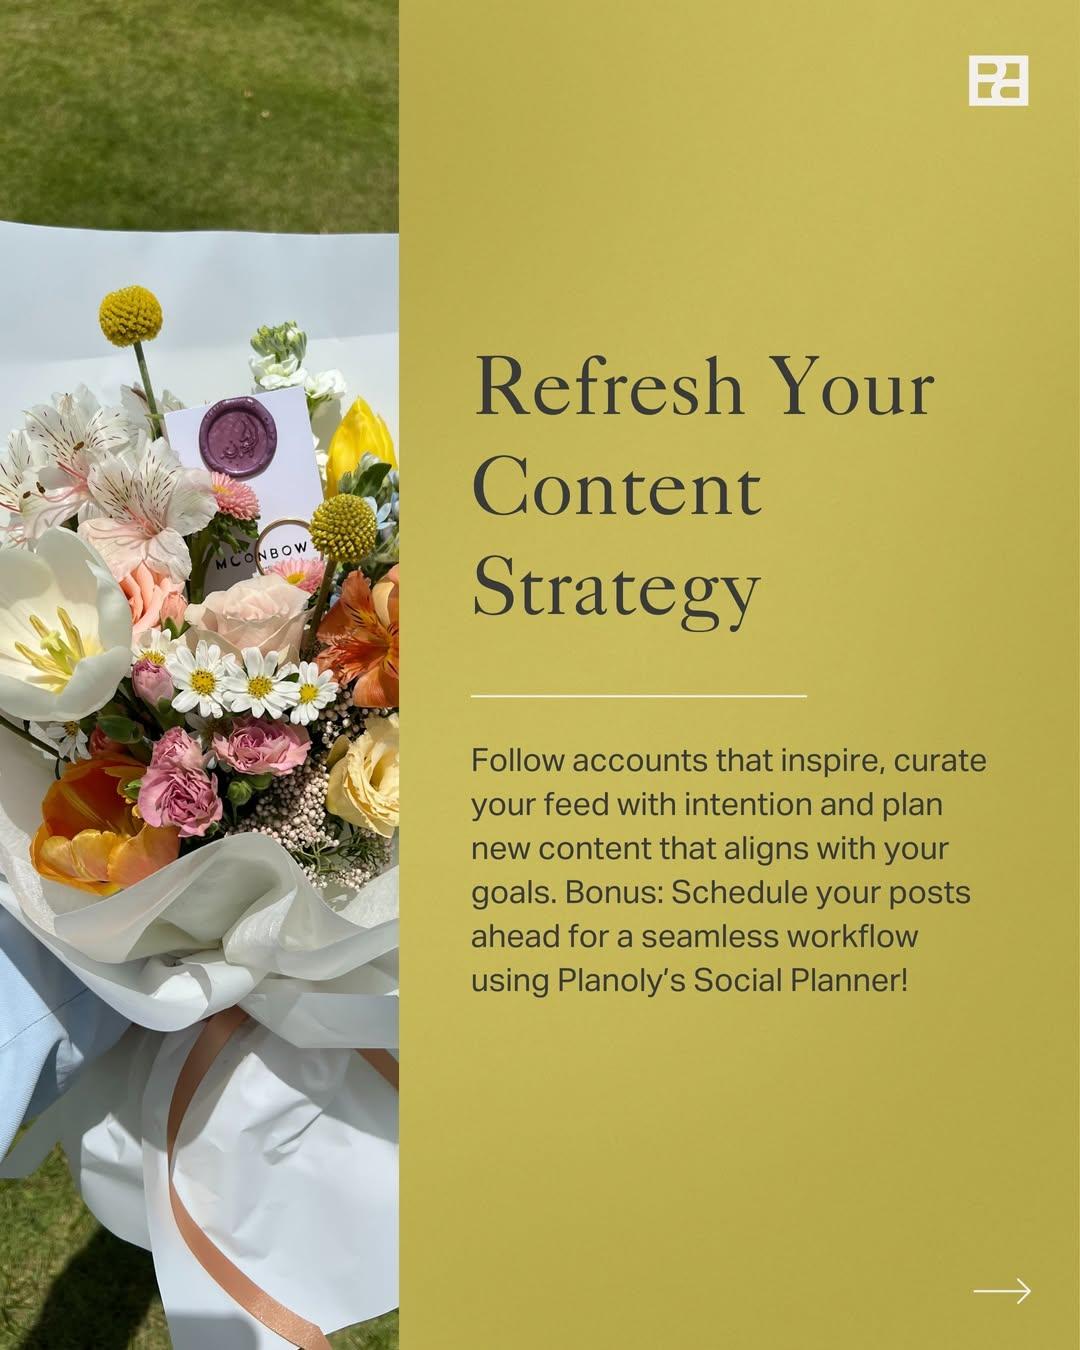 MOONBOW
Refresh Your
Content
Strategy
Follow accounts that inspire, curate
your feed with intention and plan
new content that aligns with your
goals. Bonus: Schedule your posts
ahead for a seamless workflow
using Planoly’s Social Planner!